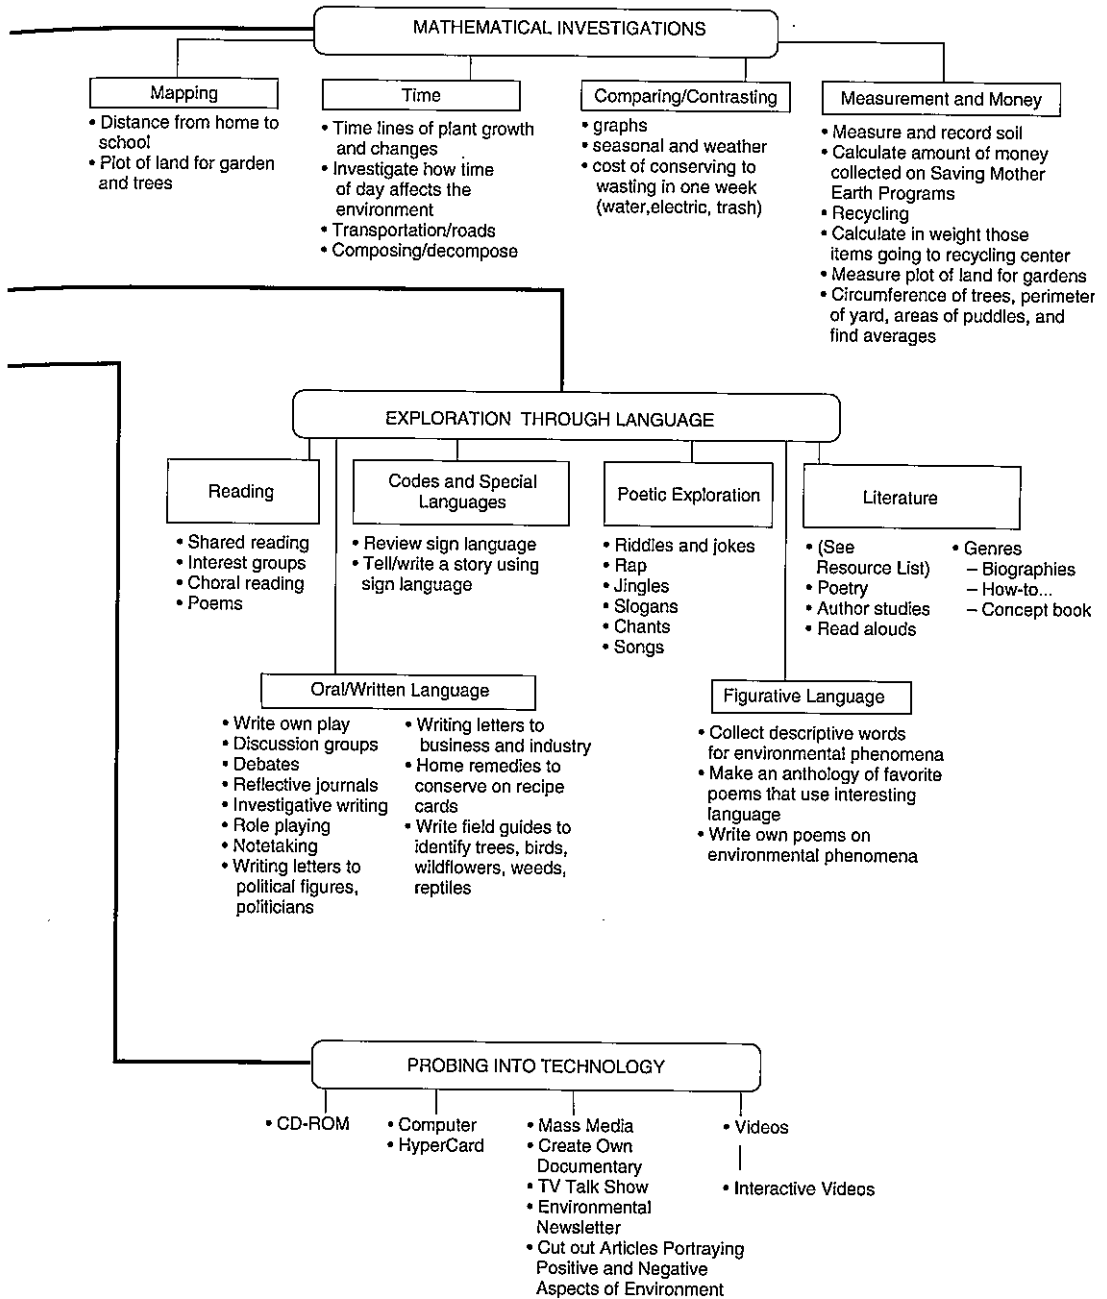 MATHEMATICAL INVESTIGATIONS
Mapping
• Distance from home to
school
• Plot of land for garden
and trees
Time
• Time lines of plant growth
and changes
• Investigate how time
of day affects the
environment
• Transportation/roads
• Composing/decompose
Comparing/Contrasting
• graphs
• seasonal and weather
• cost of conserving to
wasting in one week
(water,electric, trash)
Measurement and Money
• Measure and record soil
• Calculate amount of money
collected on Saving Mother
Earth Programs
• Recycling
• Calculate in weight those
items going to recycling center
• Measure plot of land for gardens
• Circumference of trees, perimeter
of yard, areas of puddles, and
find averages
EXPLORATION THROUGH LANGUAGE
Reading
• Shared reading
• Interest groups
• Choral reading
• Poems
Codes and Special
Languages
• Review sign language
• Tell/write a story using
sign language
Poetic Exploration
• Riddles and jokes
• Rap
• Jingles
• Slogans
• Chants
• Songs
Literature
• (See
Resource List)
• Poetry
• Author studies
• Read alouds
• Genres
– Biographies
– How-to...
– Concept book
Oral/Written Language
• Write own play
• Discussion groups
• Debates
• Reflective journals
• Investigative writing
• Role playing
• Notetaking
• Writing letters to
political figures,
politicians
• Writing letters to
business and industry
• Home remedies to
conserve on recipe
cards
• Write field guides to
identify trees, birds,
wildflowers, weeds,
reptiles
Figurative Language
• Collect descriptive words
for environmental phenomena
• Make an anthology of favorite
poems that use interesting
language
• Write own poems on
environmental phenomena
PROBING INTO TECHNOLOGY
• CD-ROM
• Computer
• HyperCard
• Mass Media
• Create Own
Documentary
• TV Talk Show
• Environmental
Newsletter
• Cut out Articles Portraying
Positive and Negative
Aspects of Environment
• Videos
• Interactive Videos